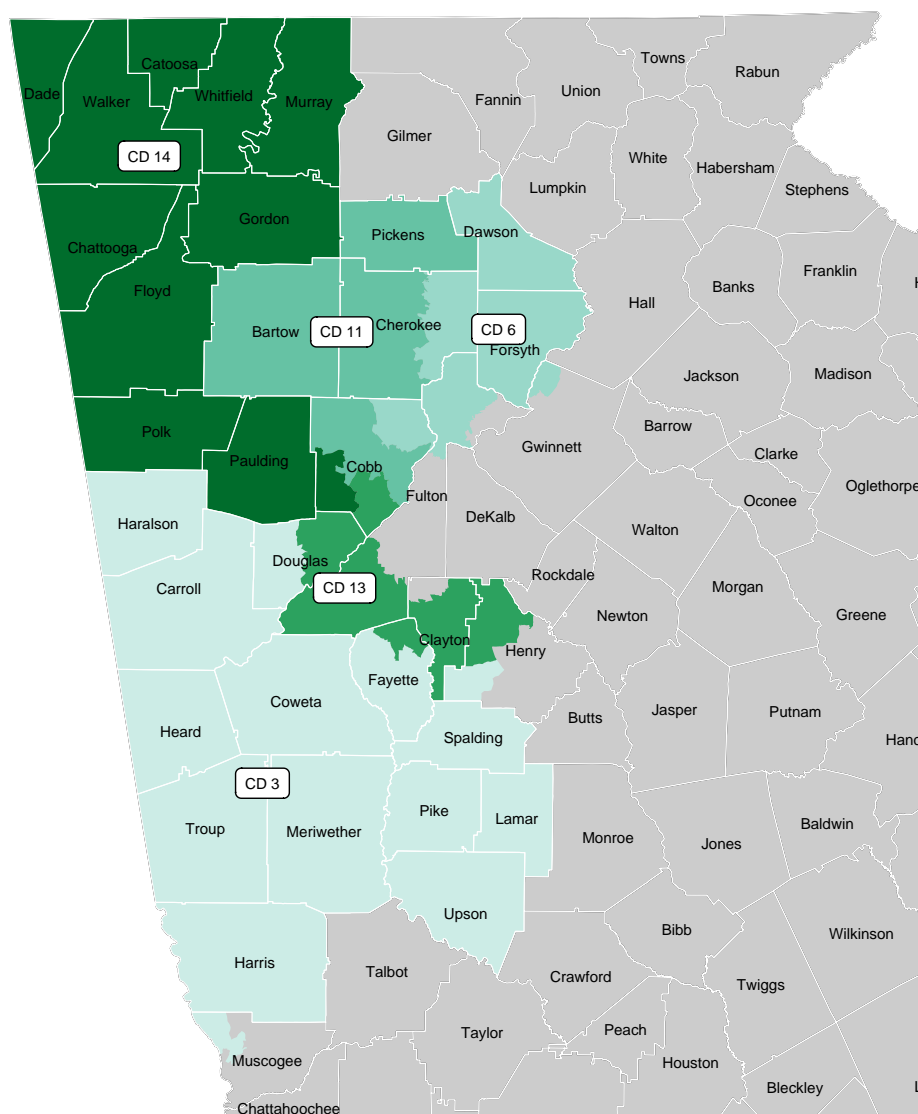 Towns
Rabun
Catoosa
Union
Dade
Walker
Whitfield
Murray
Fannin
Gilmer
White
CD 14
Habersham
Lumpkin
Stephens
Gordon
Pickens
Dawson
Chattooga
Franklin
Floyd
Banks
Hall
Bartow
CD 11
Cherokee
CD 6
Forsyth
Jackson
Madison
Polk
Barrow
Gwinnett
Clarke
Paulding
Cobb
Oglethorpe
Fulton
Oconee
Haralson
DeKalb
Walton
Douglas
Rockdale
Carroll
CD 13
Morgan
Newton
Greene
Clayton
Henry
Fayette
Coweta
Jasper
Putnam
Butts
Heard
Spalding
Hanc
CD 3
Pike
Lamar
Baldwin
Troup
Meriwether
Monroe
Jones
Upson
Bibb
Wilkinson
Harris
Talbot
Crawford
Twiggs
Taylor
Peach
Muscogee
Houston
Bleckley
Chattahoochee